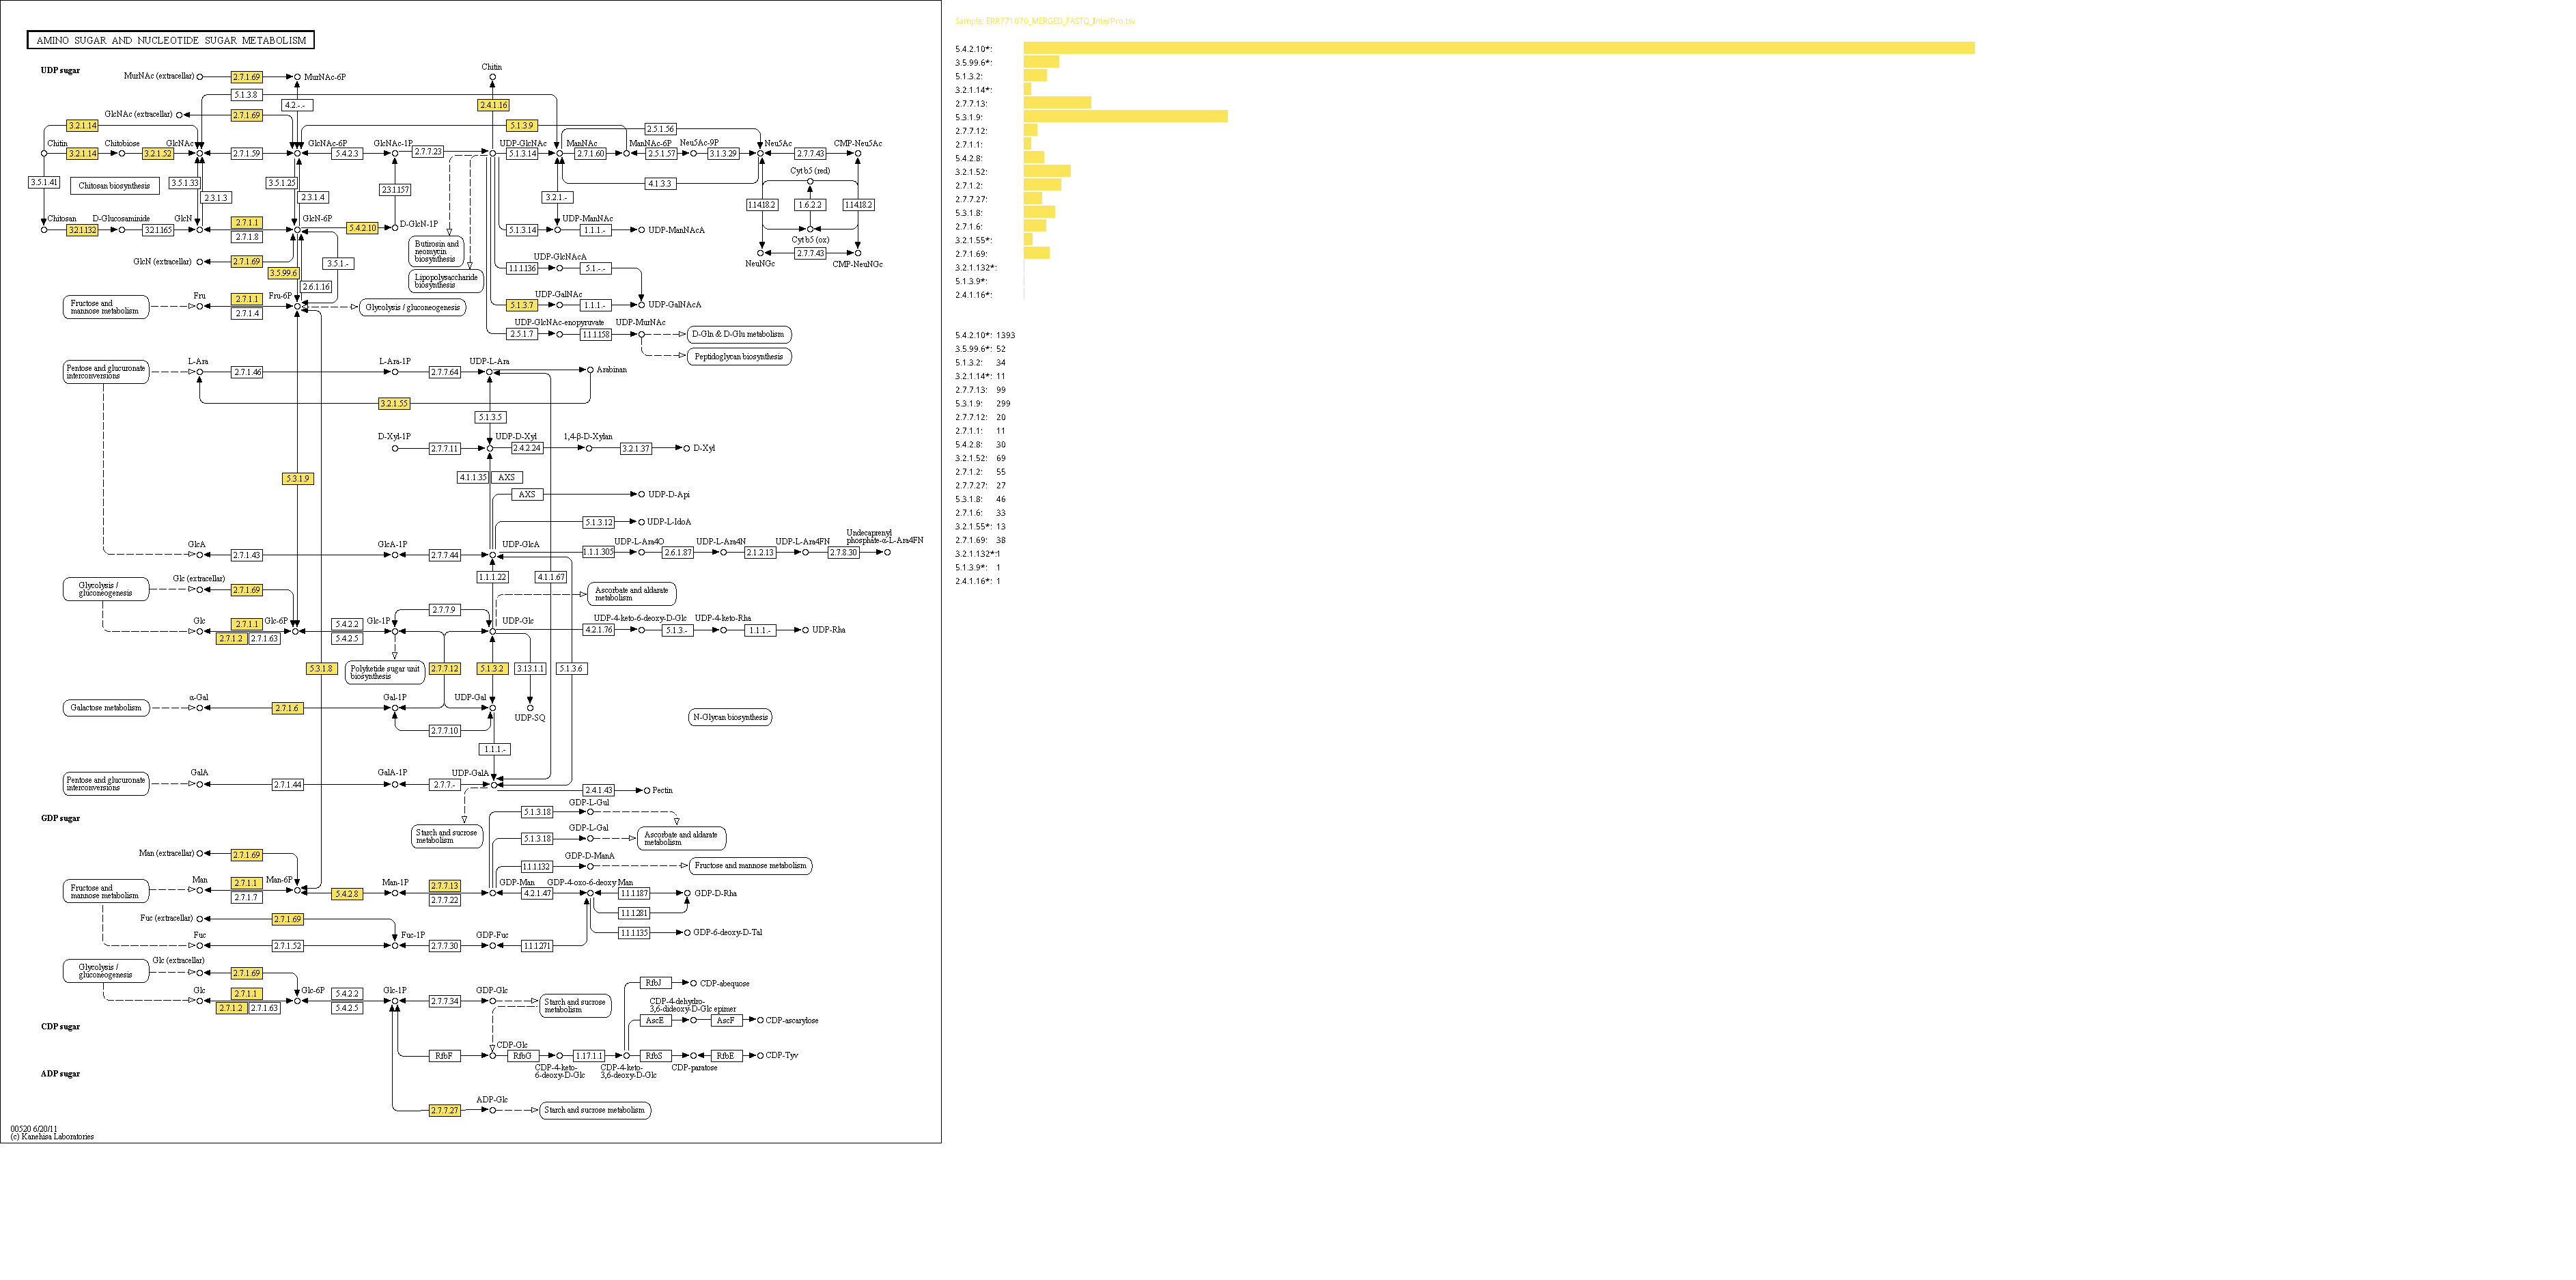 AMINO SUGAR AND NUCLEOTIDE SUGAR METABOLISM
UDP sugar
MurNAc (extracellar)
2.7.1.69
MurNAc-6P
Chitin
5.1.3.8
4.2.-.-
2.4.1.16
GlcNAc (extracellar)
2.7.1.69
3.2.1.14
5.1.3.9
2.5.1.56
Chitin
Chitobiose
GlcNAc
GlcNAc-6P
GlcNAc-1P
UDP-GlcNAc
ManNAc
ManNAc-6P
Neu5Ac-9P
Neu5Ac
CMP-Neu5Ac
3.2.1.14
3.2.1.52
2.7.1.59
5.4.2.3
2.7.7.23
5.1.3.14
2.7.1.60
2.5.1.57
3.1.3.29
2.7.7.43
3.5.1.41
Chitosan biosynthesis
3.5.1.33
2.3.1.3
3.5.1.25
2.3.1.4
2.3.1.157
3.2.1.-
4.1.3.3
Cyt b5 (red)
1.14.18.2
1.6.2.2
1.14.18.2
Cyt b5 (ox)
Chitosan
D-Glucosaminide
GlcN
GlcN-6P
D-GlcN-1P
UDP-ManNAc
3.2.1.132
3.2.1.165
2.7.1.1
2.7.1.8
5.4.2.10
5.1.3.14
1.1.1.-
UDP-ManNAcA
Butirosin and
neomycin
biosynthesis
GlcN (extracellar)
2.7.1.69
3.5.99.6
3.5.1.-
2.6.1.16
Lipopolysaccharide
biosynthesis
UDP-GlcNAcA
1.1.1.136
5.1.-.-
NeuNGc
2.7.7.43
CMP-NeuNGc
Fructose and
mannose metabolism
Fru
2.7.1.1
2.7.1.4
Fru-6P
Glycolysis / gluconeogenesis
UDP-GalNAc
5.1.3.7
1.1.1.-
UDP-GalNAcA
UDP-GlcNAc-enopyruvate
UDP-MurNAc
2.5.1.7
1.1.1.158
D-Gln & D-Glu metabolism
Peptidoglycan biosynthesis
Pentose and glucuronate
interconversions
L-Ara
2.7.1.46
L-Ara-1P
2.7.7.64
UDP-L-Ara
Arabinan
3.2.1.55
5.1.3.5
D-Xyl-1P
2.7.7.11
UDP-D-Xyl
2.4.2.24
1,4-β-D-Xylan
3.2.1.37
D-Xyl
5.3.1.9
4.1.1.35
AXS
AXS
UDP-D-Api
5.1.3.12
UDP-L-IdoA
GlcA
2.7.1.43
GlcA-1P
2.7.7.44
UDP-GlcA
1.1.1.305
UDP-L-Ara4O
2.6.1.87
UDP-L-Ara4N
2.1.2.13
UDP-L-Ara4FN
2.7.8.30
Undecaprenyl
phosphate-α-L-Ara4FN
1.1.1.22
4.1.1.67
Glycolysis /
gluconeogenesis
Glc (extracellar)
2.7.1.69
Ascorbate and aldarate
metabolism
2.7.7.9
Glc
2.7.1.1
2.7.1.2
2.7.1.63
Glc-6P
5.4.2.2
5.4.2.5
Glc-1P
UDP-Glc
UDP-4-keto-6-deoxy-D-Glc
UDP-4-keto-Rha
4.2.1.76
5.1.3.-
1.1.1.-
UDP-Rha
5.3.1.8
Polyketide sugar unit
biosynthesis
2.7.7.12
5.1.3.2
3.13.1.1
5.1.3.6
Galactose metabolism
α-Gal
2.7.1.6
Gal-1P
UDP-Gal
UDP-SQ
2.7.7.10
N-Glycan biosynthesis
1.1.1.-
Pentose and glucuronate
interconversions
GalA
2.7.1.44
GalA-1P
2.7.7.-
UDP-GalA
2.4.1.43
Pectin
GDP sugar
Starch and sucrose
metabolism
5.1.3.18
GDP-L-Gul
5.1.3.18
GDP-L-Gal
Ascorbate and aldarate
metabolism
Man (extracellar)
2.7.1.69
1.1.1.132
GDP-D-ManA
Fructose and mannose metabolism
Fructose and
mannose metabolism
Man
2.7.1.1
2.7.1.7
Man-6P
5.4.2.8
Man-1P
2.7.7.13
2.7.7.22
GDP-Man
4.2.1.47
GDP-4-oxo-6-deoxy Man
1.1.1.187
GDP-D-Rha
1.1.1.281
Fuc (extracellar)
2.7.1.69
1.1.1.135
GDP-6-deoxy-D-Tal
Fuc
2.7.1.52
Fuc-1P
2.7.7.30
GDP-Fuc
1.1.1.271
Glycolysis /
gluconeogenesis
Glc (extracellar)
2.7.1.69
Glc
2.7.1.1
2.7.1.2
2.7.1.63
Glc-6P
5.4.2.2
5.4.2.5
Glc-1P
2.7.7.34
GDP-Glc
Starch and sucrose
metabolism
RfbJ
CDP-abequose
CDP-4-dehydro-
3,6-dideoxy-D-Glc epimer
AscE
AscF
CDP-ascarylose
CDP sugar
RfbF
CDP-Glc
RfbG
1.17.1.1
RfbS
RfbE
CDP-Tyv
CDP-4-keto-
6-deoxy-D-Glc
CDP-4-keto-
3,6-deoxy-D-Glc
CDP-paratose
ADP sugar
2.7.7.27
ADP-Glc
Starch and sucrose metabolism
00520 6/20/11
(c) Kanehisa Laboratories
Sample: ERR771070_MERGED_FASTQ_InterPro.tsv
5.4.2.10*:
3.5.99.6*:
5.1.3.2:
3.2.1.14*:
2.7.7.13:
5.3.1.9:
2.7.7.12:
2.7.1.1:
5.4.2.8:
3.2.1.52:
2.7.1.2:
2.7.7.27:
5.3.1.8:
2.7.1.6:
3.2.1.55*:
2.7.1.69:
3.2.1.132*:
5.1.3.9*:
2.4.1.16*:
5.4.2.10*: 1393
3.5.99.6*: 52
5.1.3.2: 34
3.2.1.14*: 11
2.7.7.13: 99
5.3.1.9: 299
2.7.7.12: 20
2.7.1.1: 11
5.4.2.8: 30
3.2.1.52: 69
2.7.1.2: 55
2.7.7.27: 27
5.3.1.8: 46
2.7.1.6: 33
3.2.1.55*: 13
2.7.1.69: 38
3.2.1.132*:1
5.1.3.9*: 1
2.4.1.16*: 1